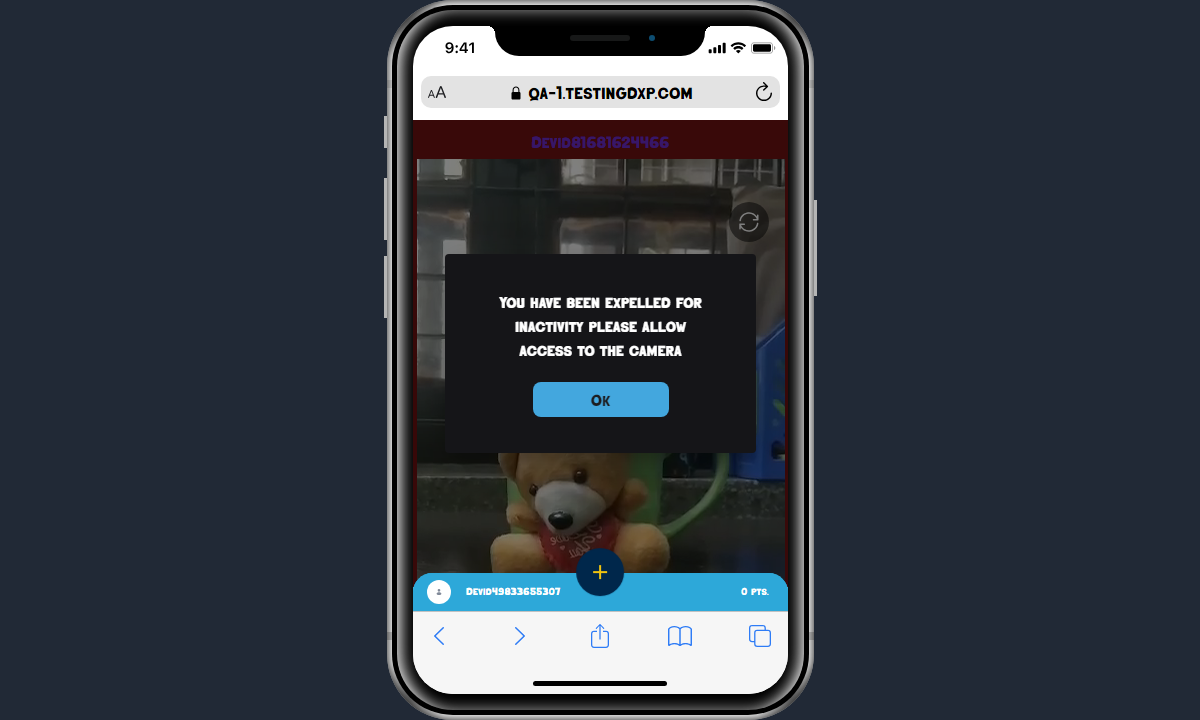 9:41
AA
QA-1.TESTINGDXP.COM
DEVID81681624466
YOU HAVE BEEN EXPELLED FOR
INACTIVITY PLEASE ALLOW
ACCESS TO THE CAMERA
OK
DEVID49833655307
0 PTS.